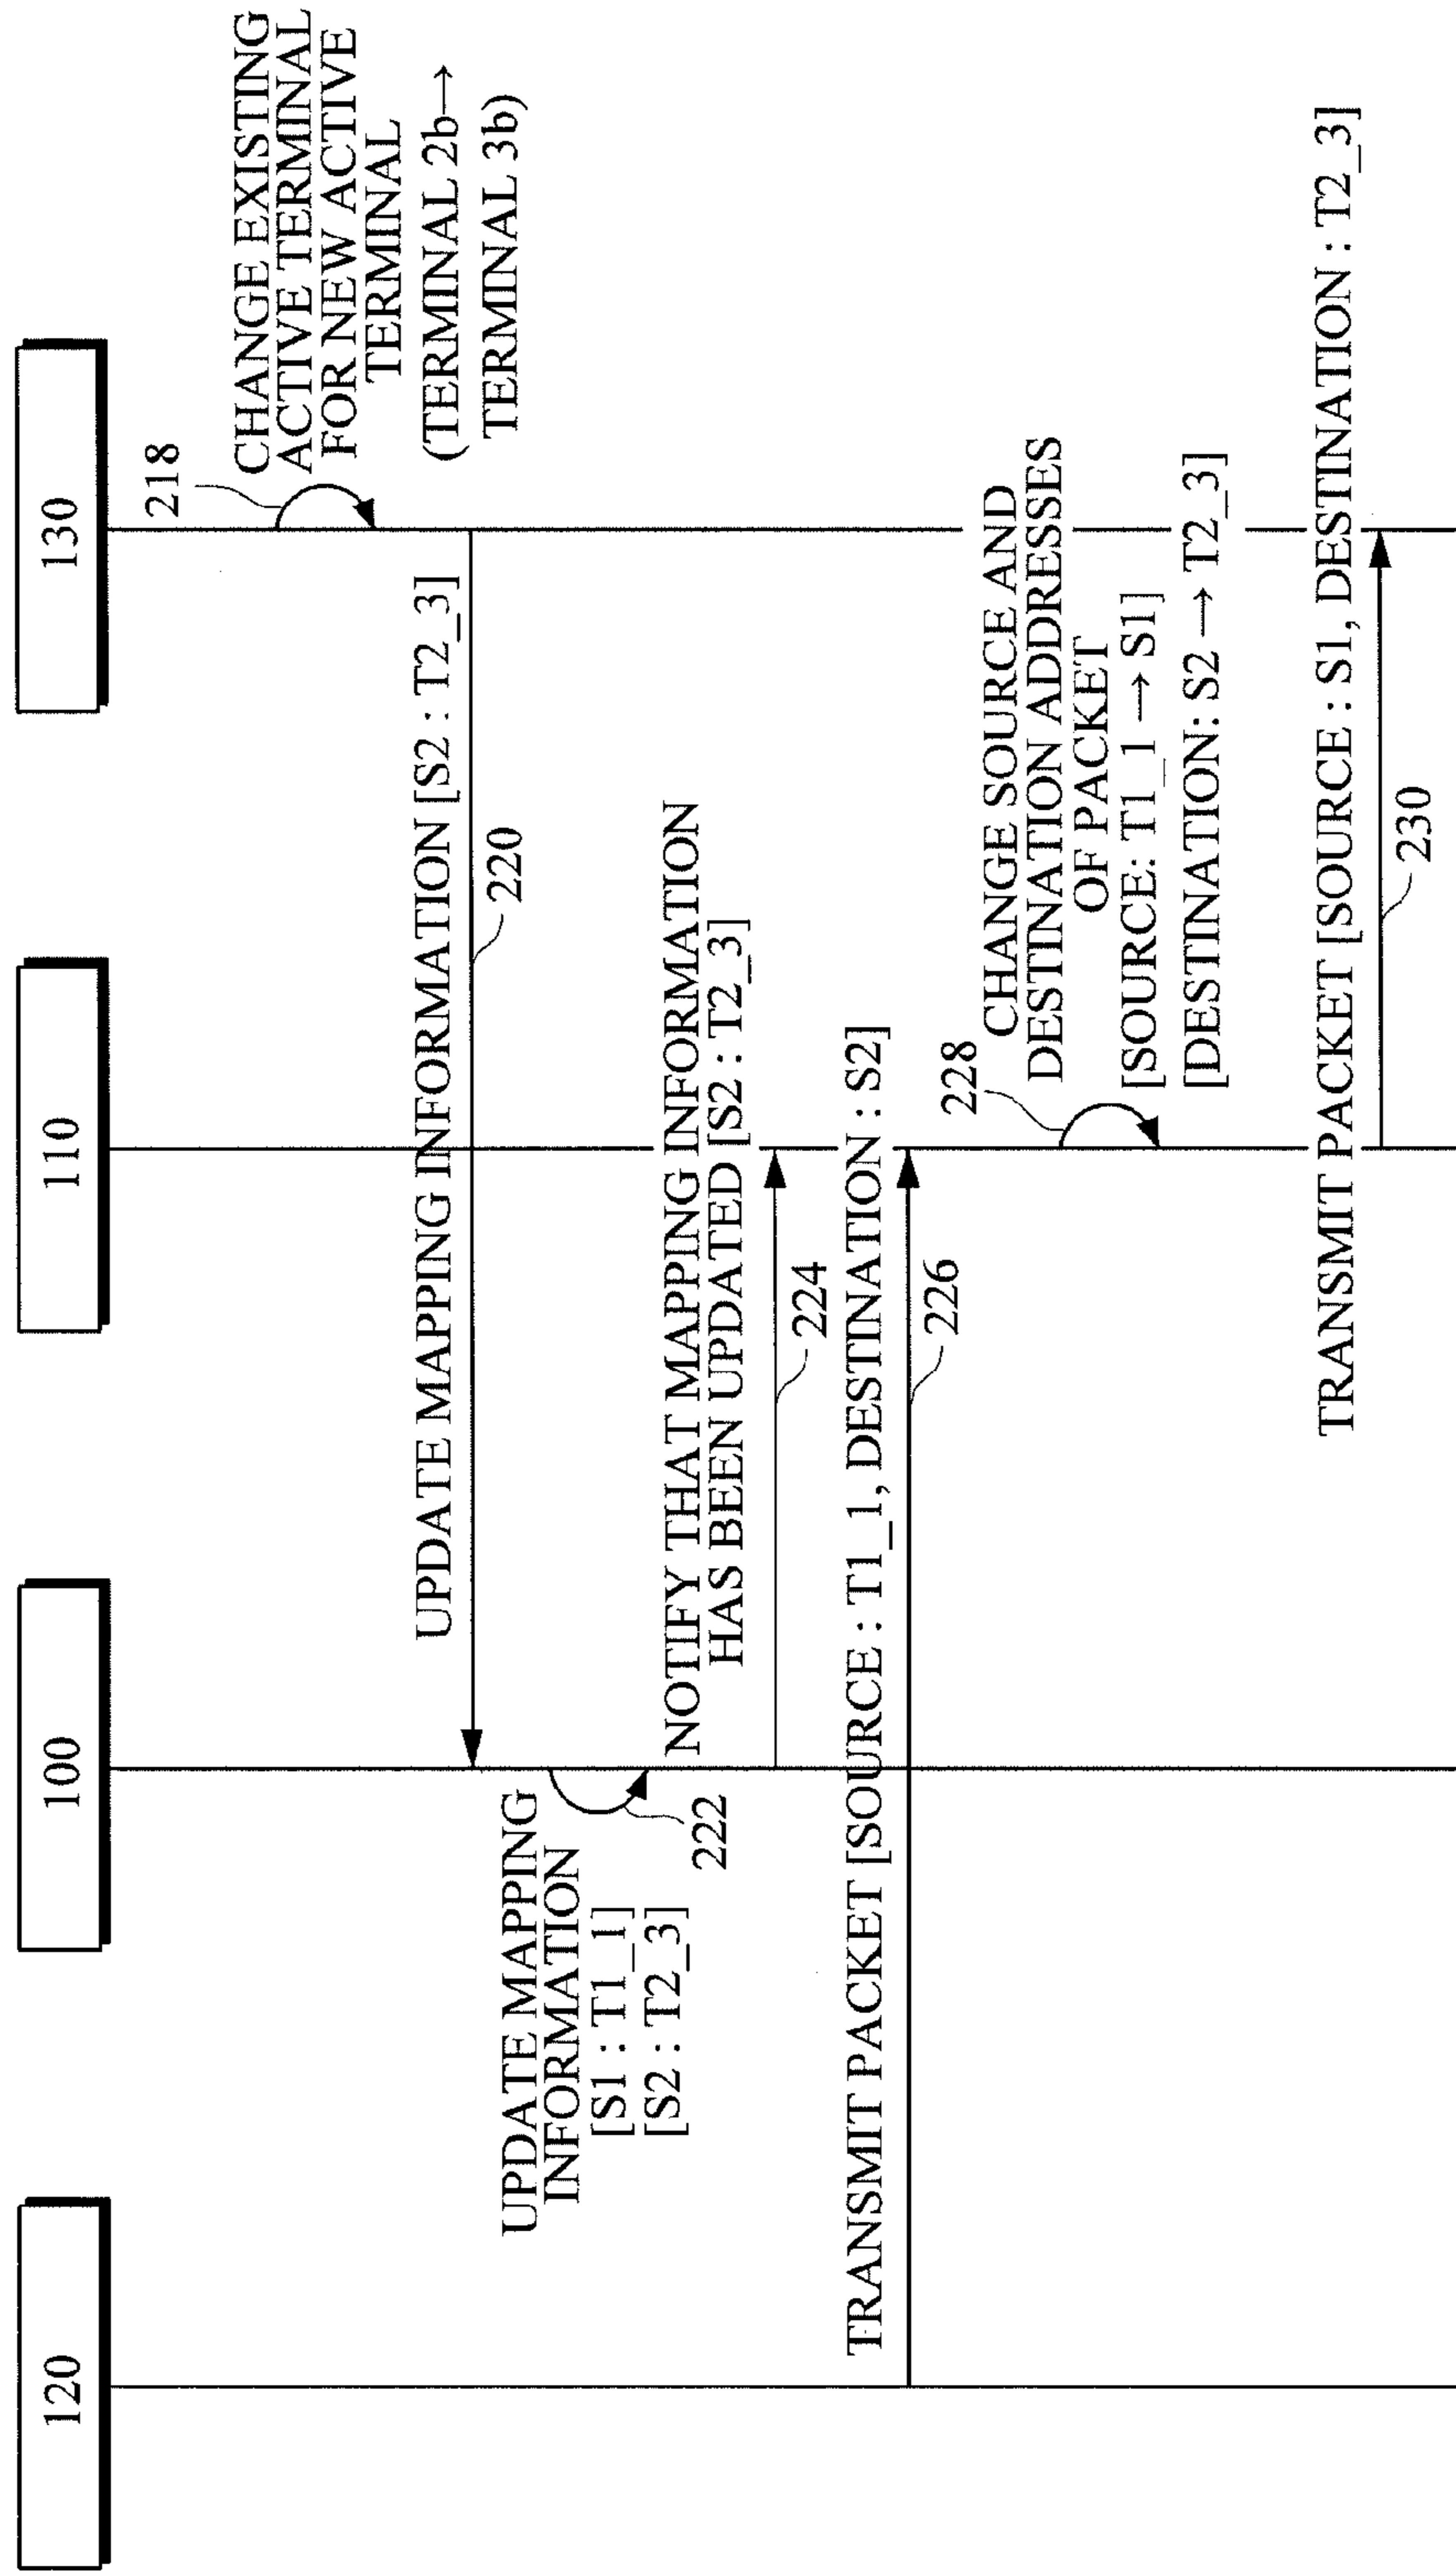 120
100
110
130
218
CHANGE EXISTING
ACTIVE TERMINAL
FOR NEW ACTIVE
TERMINAL
(TERMINAL 2b→
TERMINAL 3b)
UPDATE MAPPING INFORMATION [S2 : T2_3]
220
UPDATE MAPPING
INFORMATION
[S1 : T1_1]
[S2 : T2_3]
222
NOTIFY THAT MAPPING INFORMATION
HAS BEEN UPDATED [S2 : T2_3]
224
TRANSMIT PACKET [SOURCE : T1_1, DESTINATION : S2]
226
228
CHANGE SOURCE AND
DESTINATION ADDRESSES
OF PACKET
[SOURCE: T1_1 → S1]
[DESTINATION: S2 → T2_3]
TRANSMIT PACKET [SOURCE : S1, DESTINATION : T2_3]
230